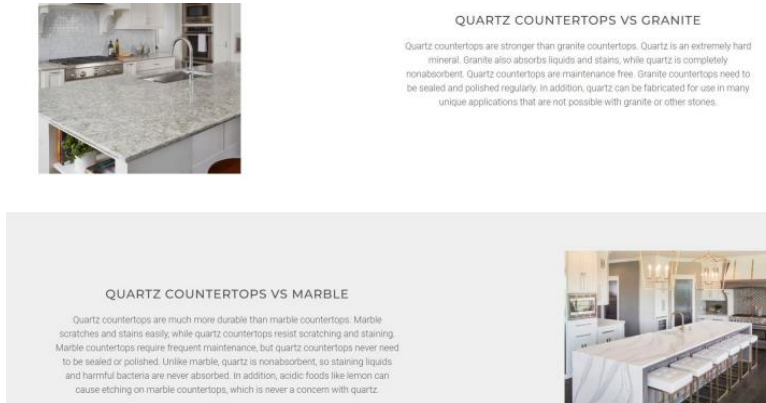 QUARTZ COUNTERTOPS VS GRANITE
Quartz countertops are stronger than granite countertops. Quartz is an extremely hard
mineral. Granite also absorbs liquids and stains, while quartz is completely
nonabsorbent. Quartz countertops are maintenance free. Granite countertops need to
be sealed and polished regularly. In addition, quartz can be fabricated for use in many
unique applications that are not possible with granite or other stones.
QUARTZ COUNTERTOPS VS MARBLE
Quartz countertops are much more durable than marble countertops. Marble
scratches and stains easily, while quartz countertops resist scratching and staining.
Marble countertops require frequent maintenance, but quartz countertops never need
to be sealed or polished. Unlike marble, quartz is nonabsorbent, so staining liquids
and harmful bacteria are never absorbed. In addition, acidic foods like lemon can
cause etching on marble countertops, which is never a concern with quartz.